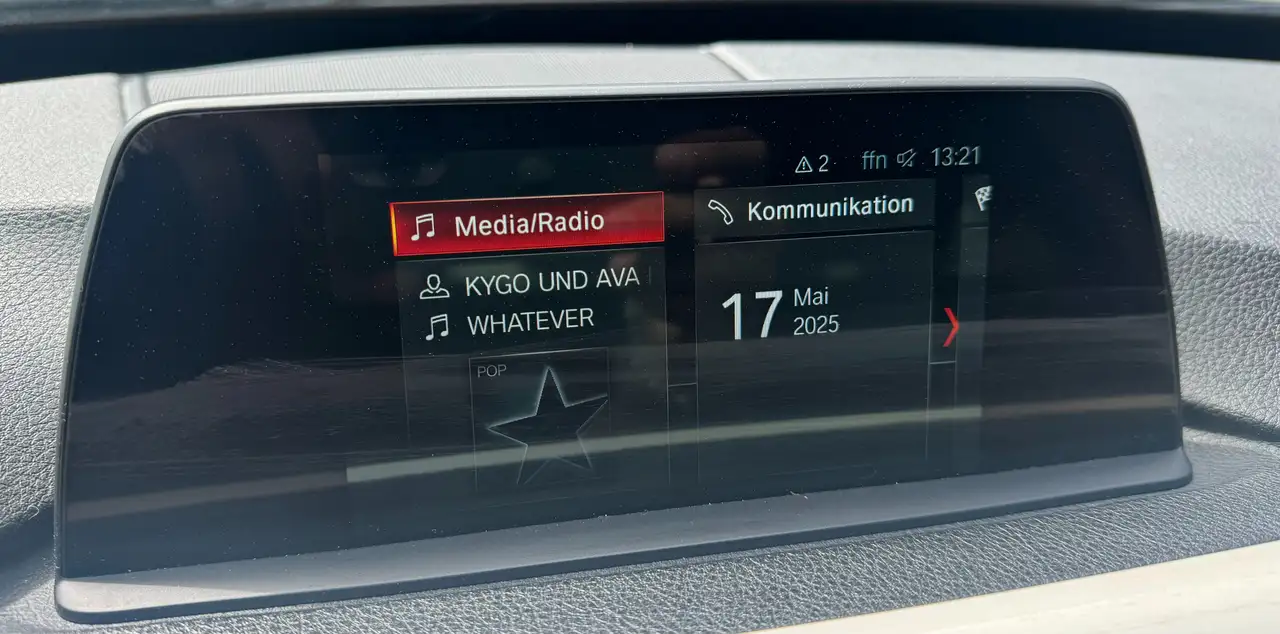 2 ffn 13:21
Media/Radio
KYGO UND AVA
WHATEVER
POP
Kommunikation
17 Mai
2025